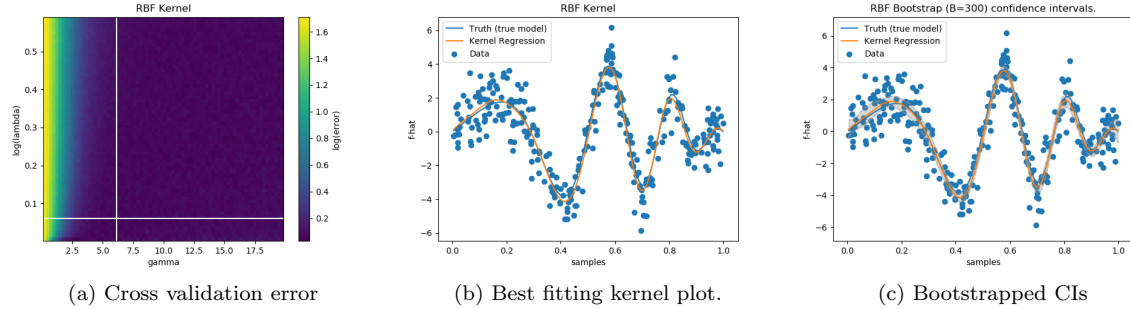 RBF Kernel
log(lambda)
0.5
0.4
0.3
0.2
0.1
2.5 5.0 7.5 10.0 12.5 15.0 17.5
gamma
1.6
1.4
1.2
1.0
0.8
0.6
0.4
0.2
log(error)
(a) Cross validation error
RBF Kernel
Truth (true model)
Kernel Regression
Data
f-hat
6
4
2
0
−2
−4
−6
0.0 0.2 0.4 0.6 0.8 1.0
samples
(b) Best fitting kernel plot.
RBF Bootstrap (B=300) confidence intervals.
Truth (true model)
Kernel Regression
Data
f-hat
6
4
2
0
−2
−4
−6
0.0 0.2 0.4 0.6 0.8 1.0
samples
(c) Bootstrapped CIs